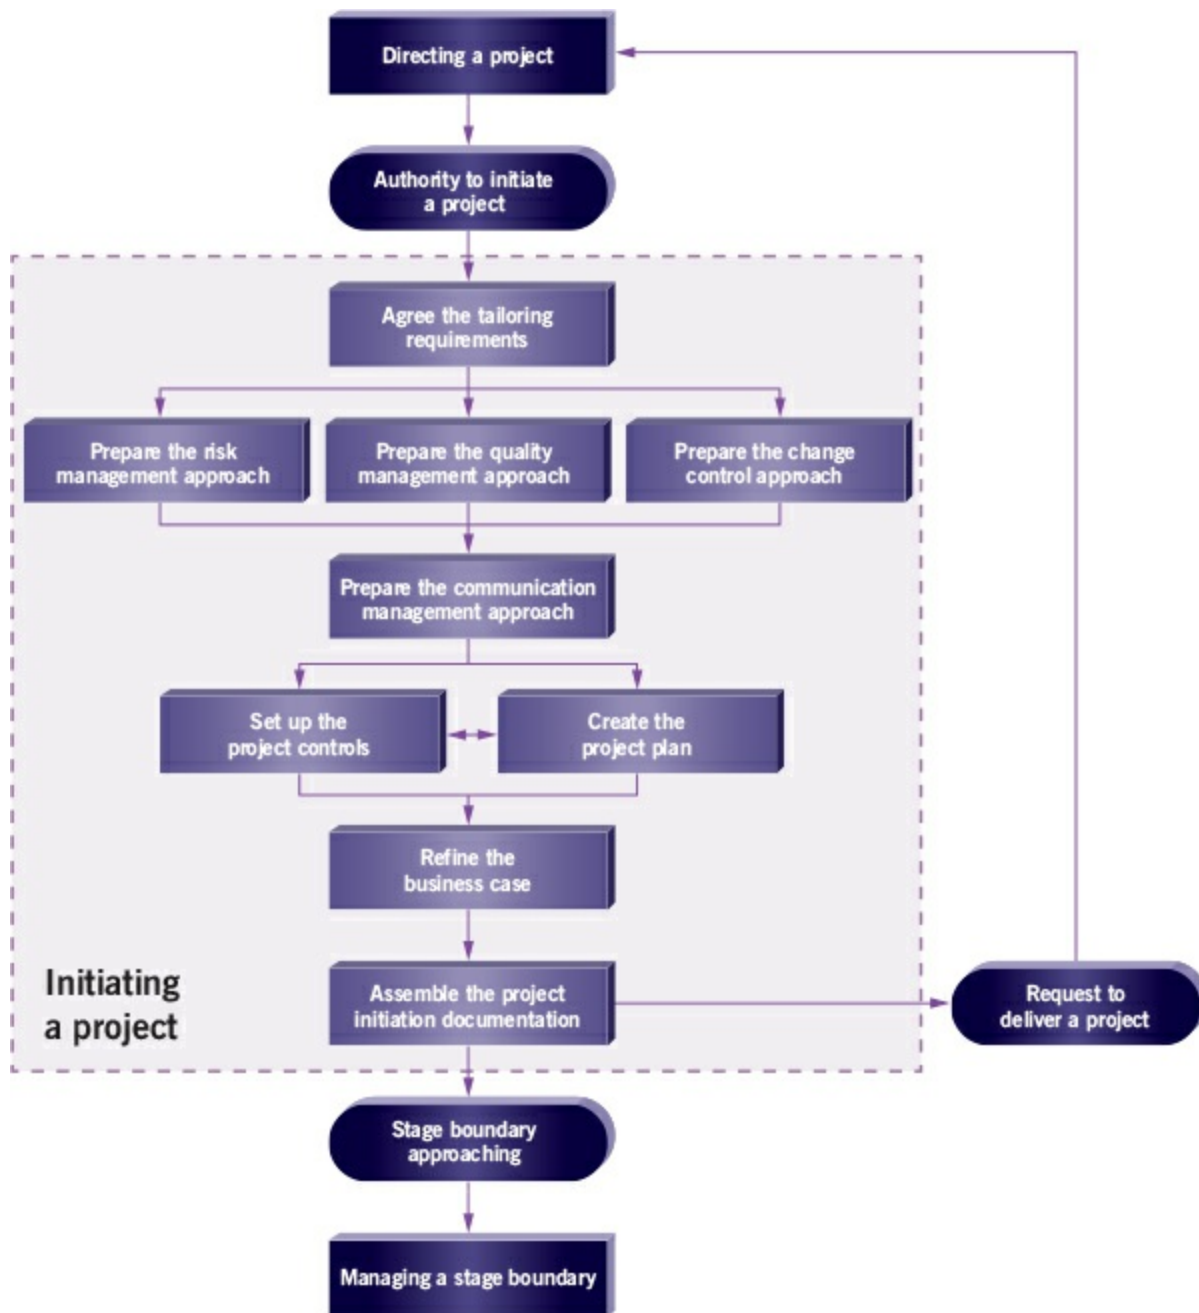 Directing a project
Authority to initiate
a project
Agree the tailoring
requirements
Prepare the risk
management approach
Prepare the quality
management approach
Prepare the change
control approach
Prepare the communication
management approach
Set up the
project controls
Create the
project plan
Refine the
business case
Initiating
a project
Assemble the project
initiation documentation
Request to
deliver a project
Stage boundary
approaching
Managing a stage boundary